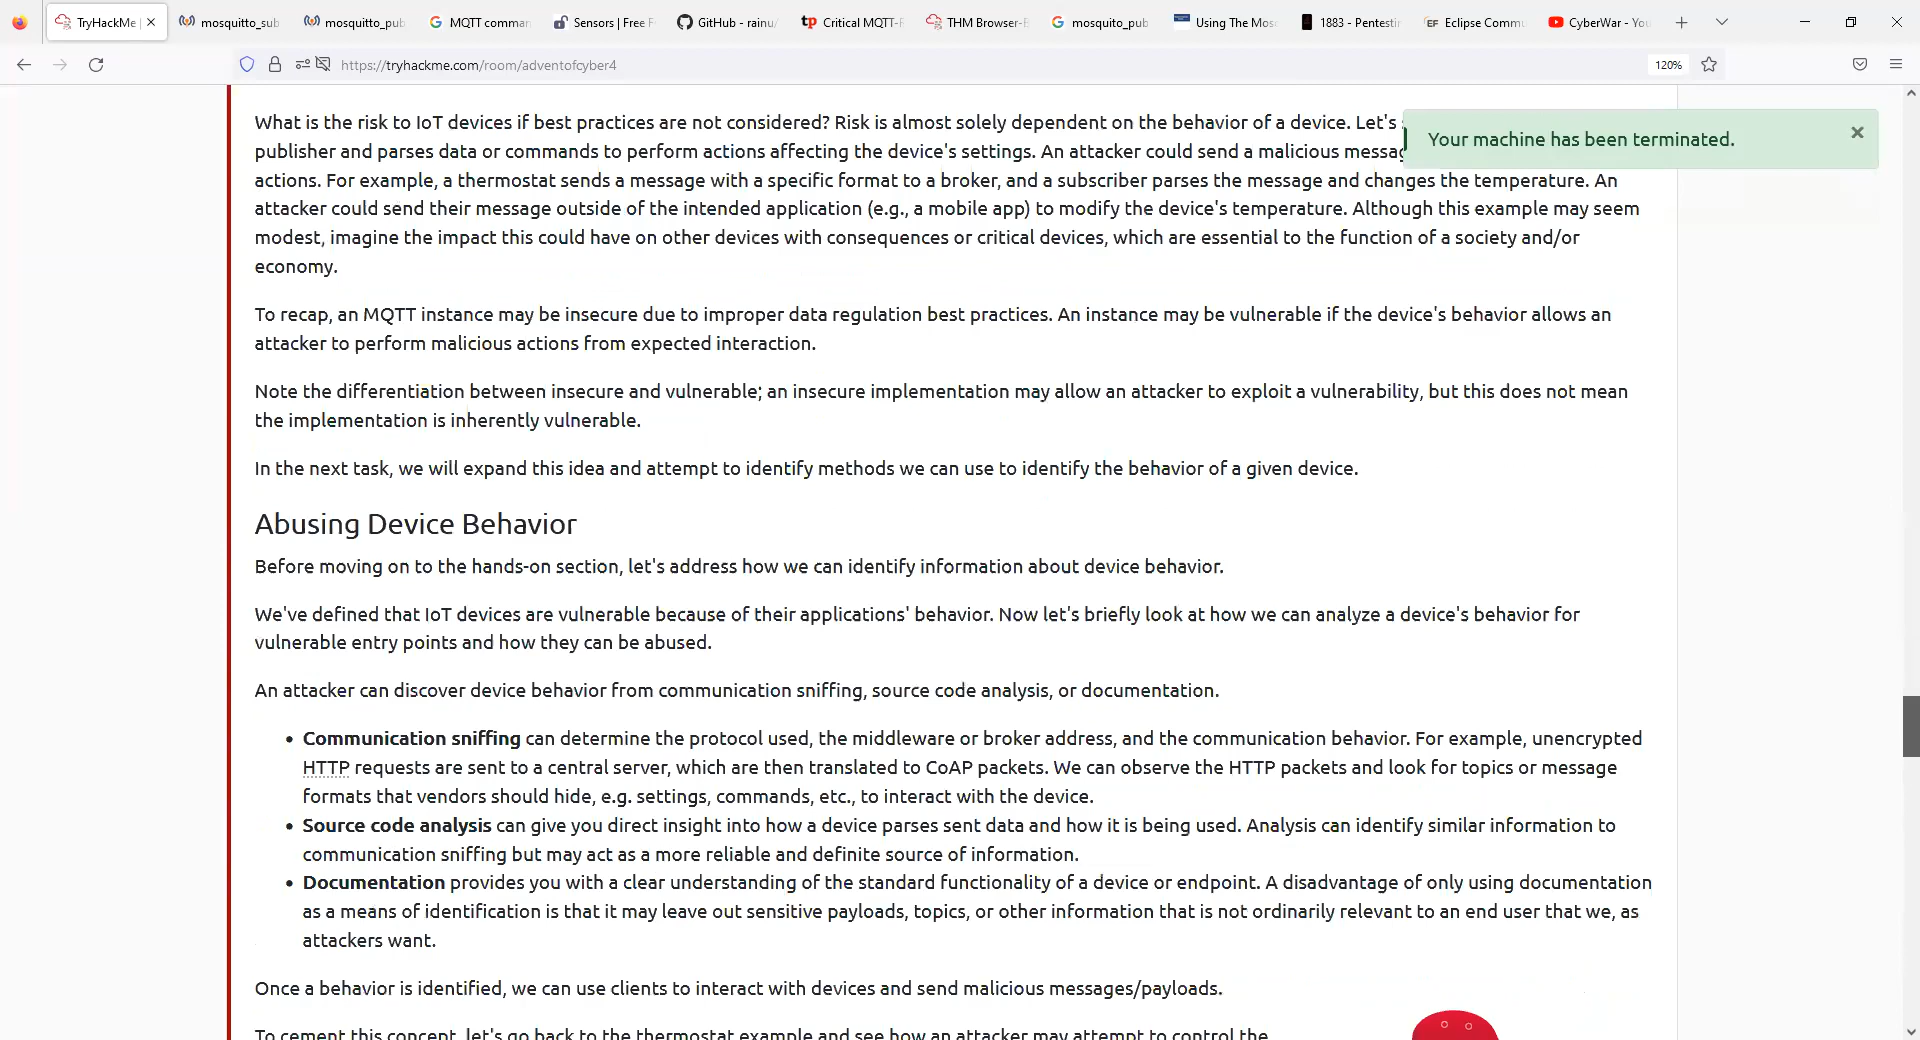 TryHackMe |
mosquitto_sub
mosquitto_pub
MQTT comman
Sensors | Free F
GitHub - rainu/
Critical MQTT-F
THM Browser-B
mosquito_pub
Using The Mos
1883 - Pentesti
Eclipse Commu
CyberWar - You
https://tryhackme.com/room/adventofcyber4
120%
Your machine has been terminated.
What is the risk to IoT devices if best practices are not considered? Risk is almost solely dependent on the behavior of a device. Let's
publisher and parses data or commands to perform actions affecting the device's settings. An attacker could send a malicious messag
actions. For example, a thermostat sends a message with a specific format to a broker, and a subscriber parses the message and changes the temperature. An
attacker could send their message outside of the intended application (e.g., a mobile app) to modify the device's temperature. Although this example may seem
modest, imagine the impact this could have on other devices with consequences or critical devices, which are essential to the function of a society and/or
economy.
To recap, an MQTT instance may be insecure due to improper data regulation best practices. An instance may be vulnerable if the device's behavior allows an
attacker to perform malicious actions from expected interaction.
Note the differentiation between insecure and vulnerable; an insecure implementation may allow an attacker to exploit a vulnerability, but this does not mean
the implementation is inherently vulnerable.
In the next task, we will expand this idea and attempt to identify methods we can use to identify the behavior of a given device.
Abusing Device Behavior
Before moving on to the hands-on section, let's address how we can identify information about device behavior.
We've defined that IoT devices are vulnerable because of their applications' behavior. Now let's briefly look at how we can analyze a device's behavior for
vulnerable entry points and how they can be abused.
An attacker can discover device behavior from communication sniffing, source code analysis, or documentation.
• Communication sniffing can determine the protocol used, the middleware or broker address, and the communication behavior. For example, unencrypted
HTTP requests are sent to a central server, which are then translated to CoAP packets. We can observe the HTTP packets and look for topics or message
formats that vendors should hide, e.g. settings, commands, etc., to interact with the device.
• Source code analysis can give you direct insight into how a device parses sent data and how it is being used. Analysis can identify similar information to
communication sniffing but may act as a more reliable and definite source of information.
• Documentation provides you with a clear understanding of the standard functionality of a device or endpoint. A disadvantage of only using documentation
as a means of identification is that it may leave out sensitive payloads, topics, or other information that is not ordinarily relevant to an end user that we, as
attackers want.
Once a behavior is identified, we can use clients to interact with devices and send malicious messages/payloads.
To cement this concept, let's go back to the thermostat example and see how an attacker may attempt to control the